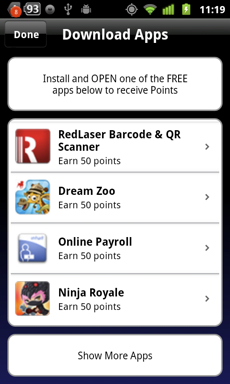 93 11:19
Done Download Apps
Install and OPEN one of the FREE
apps below to receive Points
RedLaser Barcode & QR
Scanner
Earn 50 points
Dream Zoo
Earn 50 points
Online Payroll
Earn 50 points
Ninja Royale
Earn 50 points
Show More Apps